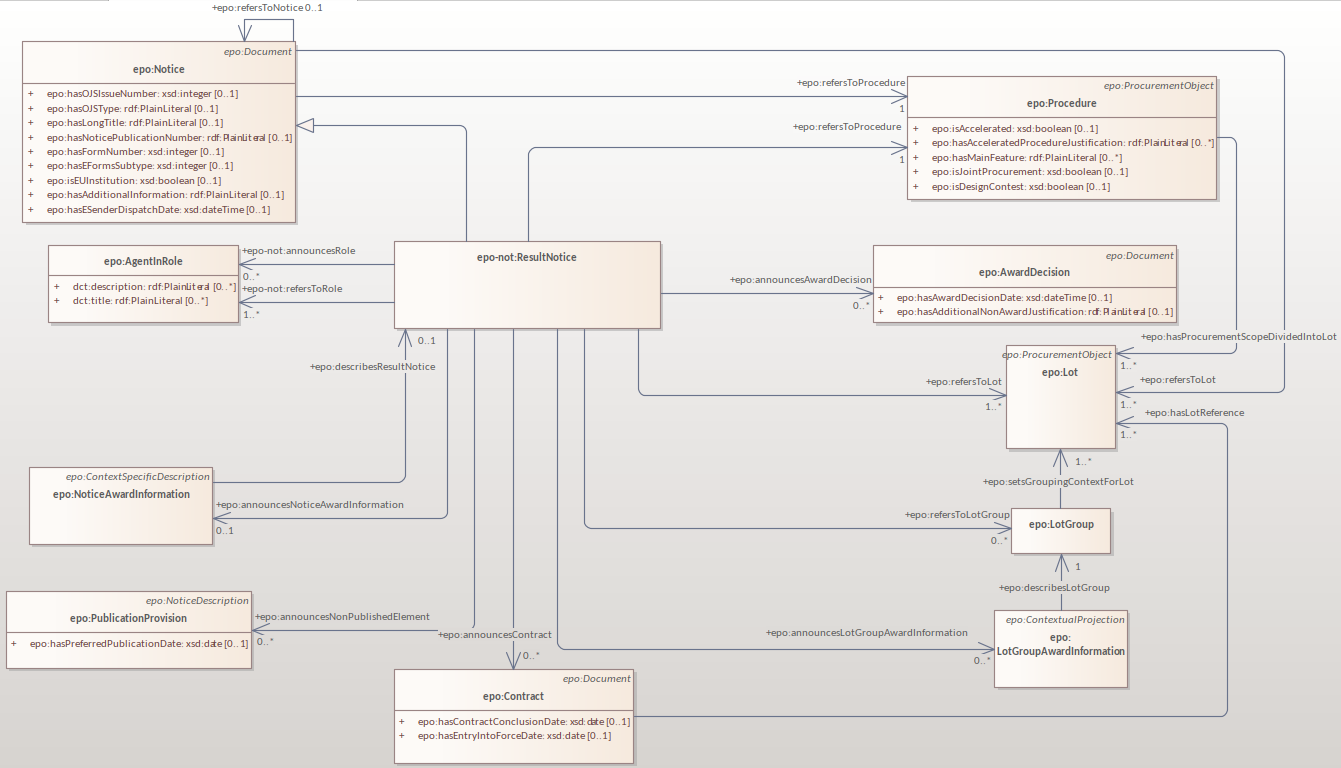 +epo:refersToNotice 0..1
epo:Document
epo:Notice
+ epo:hasOJSIssueNumber: xsd:integer [0..1]
+ epo:hasOJSType: rdf:PlainLiteral [0..1]
+ epo:hasLongTitle: rdf:PlainLiteral [0..1]
+ epo:hasNoticePublicationNumber: rdf:PlainLiteral [0..1]
+ epo:hasFormNumber: xsd:integer [0..1]
+ epo:hasEFormsSubtype: xsd:integer [0..1]
+ epo:isEUInstitution: xsd:boolean [0..1]
+ epo:hasAdditionalInformation: rdf:PlainLiteral [0..1]
+ epo:hasESenderDispatchDate: xsd:dateTime [0..1]
+epo:refersToProcedure
1
+epo:refersToProcedure
1
epo:ProcurementObject
epo:Procedure
+ epo:isAccelerated: xsd:boolean [0..1]
+ epo:hasAcceleratedProcedureJustification: rdf:PlainLiteral [0..*]
+ epo:hasMainFeature: rdf:PlainLiteral [0..*]
+ epo:isJointProcurement: xsd:boolean [0..1]
+ epo:isDesignContest: xsd:boolean [0..1]
epo:AgentInRole
+ dct:description: rdf:PlainLiteral [0..*]
+ dct:title: rdf:PlainLiteral [0..*]
+epo-not:announcesRole
0..*
+epo-not:refersToRole
1..*
epo-not:ResultNotice
+epo:announcesAwardDecision
0..*
epo:Document
epo:AwardDecision
+ epo:hasAwardDecisionDate: xsd:dateTime [0..1]
+ epo:hasAdditionalNonAwardJustification: rdf:PlainLiteral [0..1]
0..1
+epo:describesResultNotice
+epo:hasProcurementScopeDividedIntoLot
1..*
epo:ProcurementObject
epo:Lot
+epo:refersToLot
1..*
+epo:refersToLot
1..*
+epo:hasLotReference
1..*
epo:ContextSpecificDescription
epo:NoticeAwardInformation
+epo:announcesNoticeAwardInformation
0..1
1..*
+epo:setsGroupingContextForLot
+epo:refersToLotGroup
0..*
epo:LotGroup
1
+epo:describesLotGroup
epo:NoticeDescription
epo:PublicationProvision
+ epo:hasPreferredPublicationDate: xsd:date [0..1]
+epo:announcesNonPublishedElement
0..*
+epo:announcesContract
0..*
+epo:announcesLotGroupAwardInformation
0..*
epo:ContextualProjection
epo:
LotGroupAwardInformation
epo:Document
epo:Contract
+ epo:hasContractConclusionDate: xsd:date [0..1]
+ epo:hasEntryIntoForceDate: xsd:date [0..1]